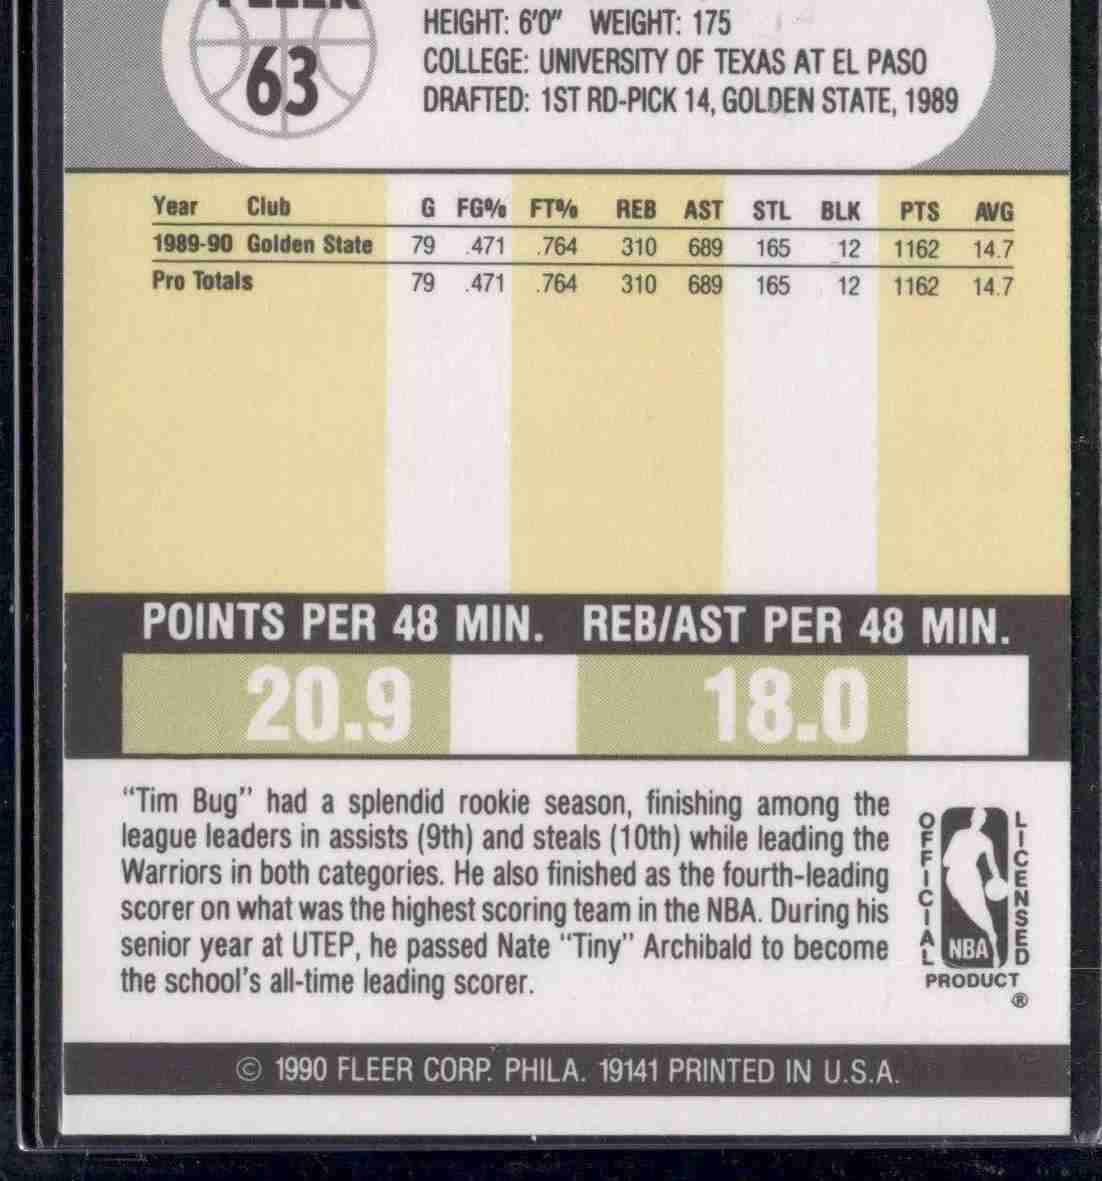 FLEER
63
HEIGHT: 6'0" WEIGHT: 175
COLLEGE: UNIVERSITY OF TEXAS AT EL PASO
DRAFTED: 1ST RD-PICK 14, GOLDEN STATE, 1989
Year Club G FG% FT% REB AST STL BLK PTS AVG
1989-90 Golden State 79 .471 .764 310 689 165 12 1162 14.7
Pro Totals 79 .471 .764 310 689 165 12 1162 14.7
POINTS PER 48 MIN. REB/AST PER 48 MIN.
20.9 18.0
"Tim Bug" had a splendid rookie season, finishing among the
league leaders in assists (9th) and steals (10th) while leading the
Warriors in both categories. He also finished as the fourth-leading
scorer on what was the highest scoring team in the NBA. During his
senior year at UTEP, he passed Nate "Tiny" Archibald to become
the school's all-time leading scorer.
OFFICIAL
LICENSED
NBA
PRODUCT
®
© 1990 FLEER CORP. PHILA. 19141 PRINTED IN U.S.A.